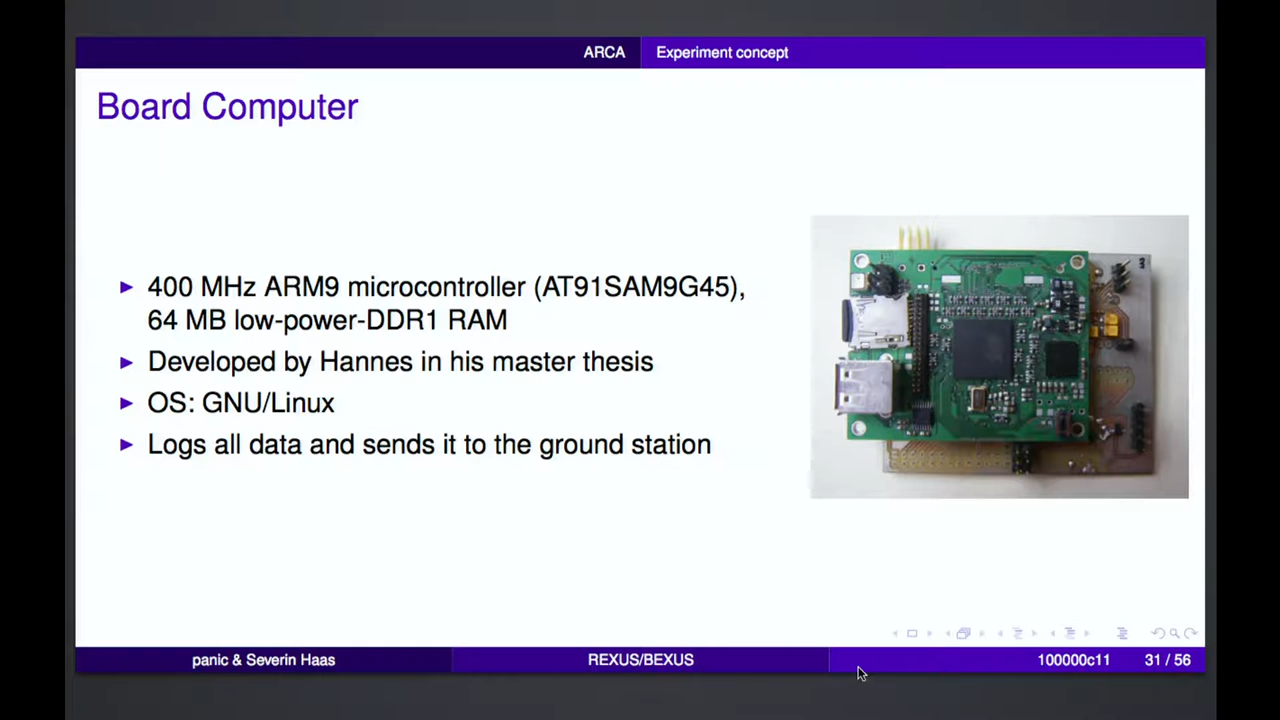 ARCA Experiment concept
Board Computer
400 MHz ARM9 microcontroller (AT91SAM9G45),
64 MB low-power-DDR1 RAM
Developed by Hannes in his master thesis
OS: GNU/Linux
Logs all data and sends it to the ground station
panic & Severin Haas REXUS/BEXUS 100000c11 31 / 56